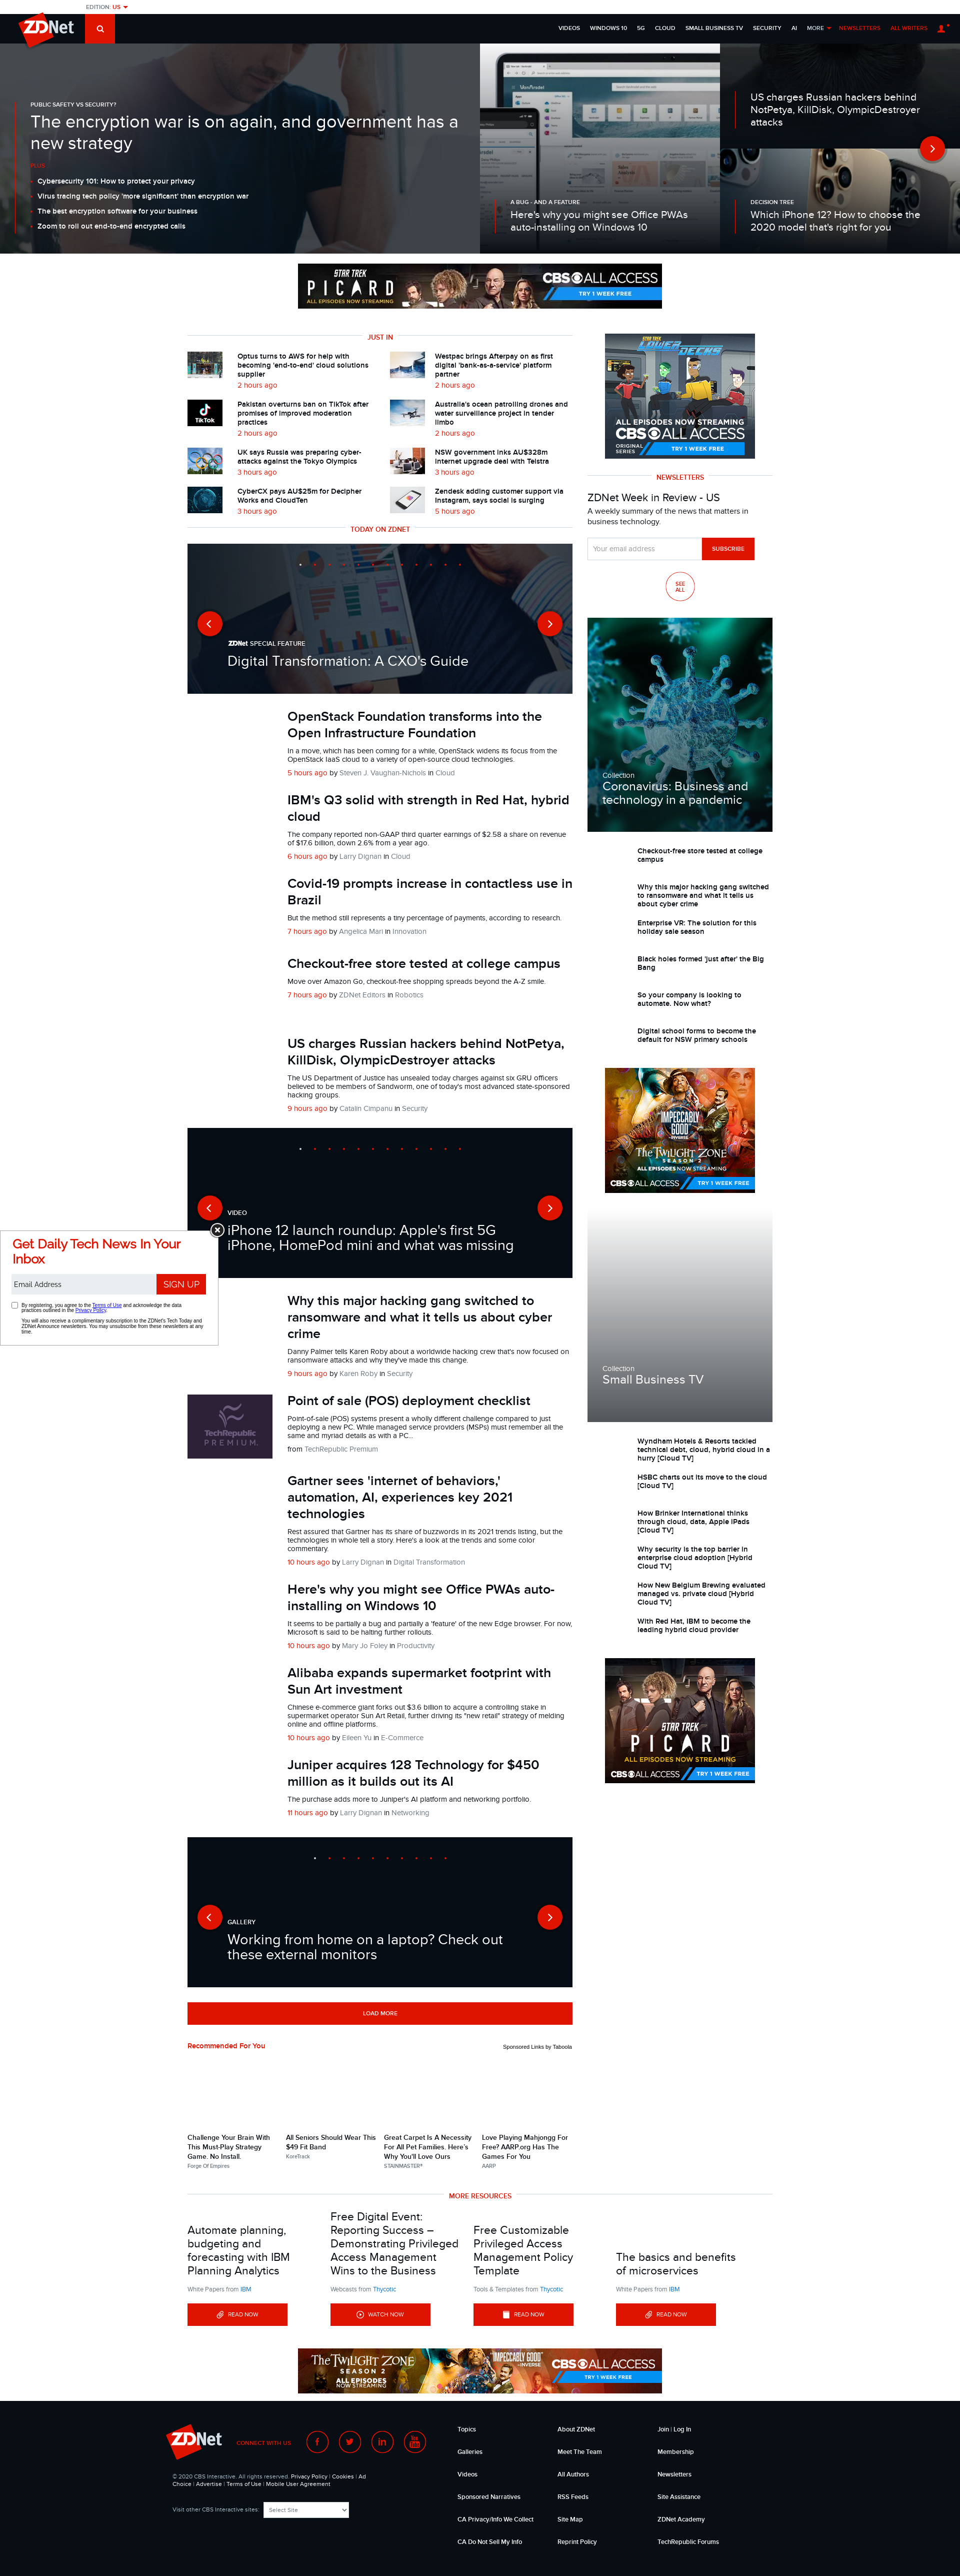 EDITION: US
ZDNet
VIDEOS WINDOWS 10 5G CLOUD SMALL BUSINESS TV SECURITY AI MORE NEWSLETTERS ALL WRITERS
PUBLIC SAFETY VS SECURITY?
The encryption war is on again, and government has a
new strategy
PLUS
Cybersecurity 101: How to protect your privacy
Virus tracing tech policy 'more significant' than encryption war
The best encryption software for your business
Zoom to roll out end-to-end encrypted calls
A BUG - AND A FEATURE
Here's why you might see Office PWAs
auto-installing on Windows 10
US charges Russian hackers behind
NotPetya, KillDisk, OlympicDestroyer
attacks
DECISION TREE
Which iPhone 12? How to choose the
2020 model that's right for you
STAR TREK
PICARD
ALL EPISODES NOW STREAMING
CBS ALL ACCESS
TRY 1 WEEK FREE
JUST IN
Optus turns to AWS for help with
becoming 'end-to-end' cloud solutions
supplier
2 hours ago
Westpac brings Afterpay on as first
digital 'bank-as-a-service' platform
partner
2 hours ago
TikTok
Pakistan overturns ban on TikTok after
promises of improved moderation
practices
2 hours ago
Australia's ocean patrolling drones and
water surveillance project in tender
limbo
2 hours ago
UK says Russia was preparing cyber-
attacks against the Tokyo Olympics
3 hours ago
NSW government inks AU$328m
internet upgrade deal with Telstra
3 hours ago
CyberCX pays AU$25m for Decipher
Works and CloudTen
3 hours ago
Zendesk adding customer support via
Instagram, says social is surging
5 hours ago
STAR TREK
LOWER DECKS
ALL EPISODES NOW STREAMING
CBS ALL ACCESS
ORIGINAL
SERIES
TRY 1 WEEK FREE
NEWSLETTERS
ZDNet Week in Review - US
A weekly summary of the news that matters in
business technology.
Your email address
SUBSCRIBE
SEE
ALL
TODAY ON ZDNET
ZDNet SPECIAL FEATURE
Digital Transformation: A CXO's Guide
OpenStack Foundation transforms into the
Open Infrastructure Foundation
In a move, which has been coming for a while, OpenStack widens its focus from the
OpenStack IaaS cloud to a variety of open-source cloud technologies.
5 hours ago by Steven J. Vaughan-Nichols in Cloud
IBM's Q3 solid with strength in Red Hat, hybrid
cloud
The company reported non-GAAP third quarter earnings of $2.58 a share on revenue
of $17.6 billion, down 2.6% from a year ago.
6 hours ago by Larry Dignan in Cloud
Covid-19 prompts increase in contactless use in
Brazil
But the method still represents a tiny percentage of payments, according to research.
7 hours ago by Angelica Mari in Innovation
Checkout-free store tested at college campus
Move over Amazon Go, checkout-free shopping spreads beyond the A-Z smile.
7 hours ago by ZDNet Editors in Robotics
US charges Russian hackers behind NotPetya,
KillDisk, OlympicDestroyer attacks
The US Department of Justice has unsealed today charges against six GRU officers
believed to be members of Sandworm, one of today's most advanced state-sponsored
hacking groups.
9 hours ago by Catalin Cimpanu in Security
Collection
Coronavirus: Business and
technology in a pandemic
Checkout-free store tested at college
campus
Why this major hacking gang switched
to ransomware and what it tells us
about cyber crime
Enterprise VR: The solution for this
holiday sale season
Black holes formed 'just after' the Big
Bang
So your company is looking to
automate. Now what?
Digital school forms to become the
default for NSW primary schools
"IMPECCABLY
GOOD"
INVERSE
THE TWILIGHT ZONE
SEASON 2
ALL EPISODES NOW STREAMING
CBS ALL ACCESS
TRY 1 WEEK FREE
VIDEO
iPhone 12 launch roundup: Apple's first 5G
iPhone, HomePod mini and what was missing
Get Daily Tech News In Your
Inbox
Email Address
SIGN UP
By registering, you agree to the Terms of Use and acknowledge the data
practices outlined in the Privacy Policy.
You will also receive a complimentary subscription to the ZDNet's Tech Today and
ZDNet Announce newsletters. You may unsubscribe from these newsletters at any
time.
Why this major hacking gang switched to
ransomware and what it tells us about cyber
crime
Danny Palmer tells Karen Roby about a worldwide hacking crew that's now focused on
ransomware attacks and why they've made this change.
9 hours ago by Karen Roby in Security
TechRepublic
PREMIUM.
Point of sale (POS) deployment checklist
Point-of-sale (POS) systems present a wholly different challenge compared to just
deploying a new PC. While managed service providers (MSPs) must remember all the
same and myriad details as with a PC...
from TechRepublic Premium
Gartner sees 'internet of behaviors,'
automation, AI, experiences key 2021
technologies
Rest assured that Gartner has its share of buzzwords in its 2021 trends listing, but the
technologies in whole tell a story. Here's a look at the trends and some color
commentary.
10 hours ago by Larry Dignan in Digital Transformation
Here's why you might see Office PWAs auto-
installing on Windows 10
It seems to be partially a bug and partially a 'feature' of the new Edge browser. For now,
Microsoft is said to be halting further rollouts.
10 hours ago by Mary Jo Foley in Productivity
Alibaba expands supermarket footprint with
Sun Art investment
Chinese e-commerce giant forks out $3.6 billion to acquire a controlling stake in
supermarket operator Sun Art Retail, further driving its "new retail" strategy of melding
online and offline platforms.
10 hours ago by Eileen Yu in E-Commerce
Juniper acquires 128 Technology for $450
million as it builds out its AI
The purchase adds more to Juniper's AI platform and networking portfolio.
11 hours ago by Larry Dignan in Networking
Collection
Small Business TV
Wyndham Hotels & Resorts tackled
technical debt, cloud, hybrid cloud in a
hurry [Cloud TV]
HSBC charts out its move to the cloud
[Cloud TV]
How Brinker International thinks
through cloud, data, Apple iPads
[Cloud TV]
Why security is the top barrier in
enterprise cloud adoption [Hybrid
Cloud TV]
How New Belgium Brewing evaluated
managed vs. private cloud [Hybrid
Cloud TV]
With Red Hat, IBM to become the
leading hybrid cloud provider
STAR TREK
PICARD
ALL EPISODES NOW STREAMING
CBS ALL ACCESS
TRY 1 WEEK FREE
GALLERY
Working from home on a laptop? Check out
these external monitors
LOAD MORE
Recommended For You
Sponsored Links by Taboola
Challenge Your Brain With
This Must-Play Strategy
Game. No Install.
Forge Of Empires
All Seniors Should Wear This
$49 Fit Band
KoreTrack
Great Carpet Is A Necessity
For All Pet Families. Here's
Why You'll Love Ours
STAINMASTER®
Love Playing Mahjongg For
Free? AARP.org Has The
Games For You
AARP
MORE RESOURCES
Automate planning,
budgeting and
forecasting with IBM
Planning Analytics
White Papers from IBM
READ NOW
Free Digital Event:
Reporting Success –
Demonstrating Privileged
Access Management
Wins to the Business
Webcasts from Thycotic
WATCH NOW
Free Customizable
Privileged Access
Management Policy
Template
Tools & Templates from Thycotic
READ NOW
The basics and benefits
of microservices
White Papers from IBM
READ NOW
THE TWILIGHT ZONE
SEASON 2
ALL EPISODES
NOW STREAMING
"IMPECCABLY
GOOD"
INVERSE
CBS ALL ACCESS
TRY 1 WEEK FREE
ZDNet
CONNECT WITH US
© 2020 CBS Interactive. All rights reserved. Privacy Policy | Cookies | Ad
Choice | Advertise | Terms of Use | Mobile User Agreement
Visit other CBS Interactive sites: Select Site
Topics
Galleries
Videos
Sponsored Narratives
CA Privacy/Info We Collect
CA Do Not Sell My Info
About ZDNet
Meet The Team
All Authors
RSS Feeds
Site Map
Reprint Policy
Join | Log In
Membership
Newsletters
Site Assistance
ZDNet Academy
TechRepublic Forums